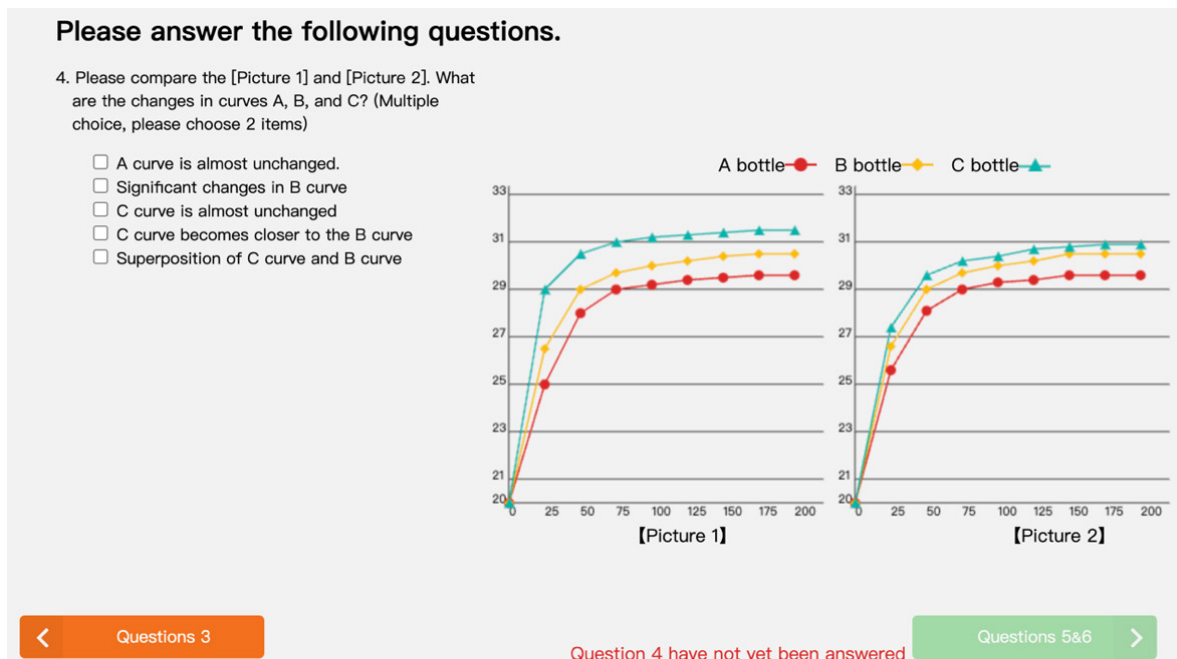 Please answer the following questions.
4. Please compare the [Picture 1] and [Picture 2]. What
are the changes in curves A, B, and C? (Multiple
choice, please choose 2 items)
A curve is almost unchanged.
Significant changes in B curve
C curve is almost unchanged
C curve becomes closer to the B curve
Superposition of C curve and B curve
A bottle B bottle C bottle
33
31
29
27
25
23
21
20
0 25 50 75 100 125 150 175 200
【Picture 1】
33
31
29
27
25
23
21
20
0 25 50 75 100 125 150 175 200
【Picture 2】
Questions 3
Question 4 have not yet been answered
Questions 5&6